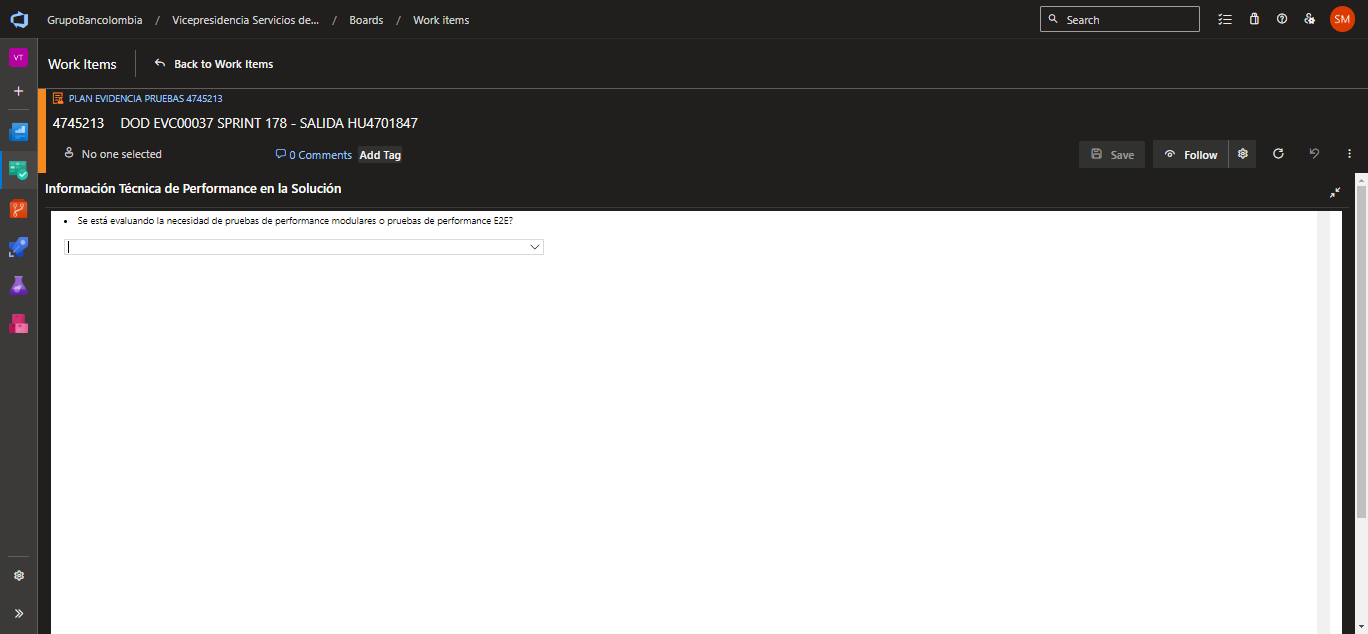 GrupoBancolombia / Vicepresidencia Servicios de... / Boards / Work items
Search
SM
VT
Work Items
Back to Work Items
PLAN EVIDENCIA PRUEBAS 4745213
4745213 DOD EVC00037 SPRINT 178 - SALIDA HU4701847
No one selected
0 Comments
Add Tag
Save
Follow
Información Técnica de Performance en la Solución
• Se está evaluando la necesidad de pruebas de performance modulares o pruebas de performance E2E?